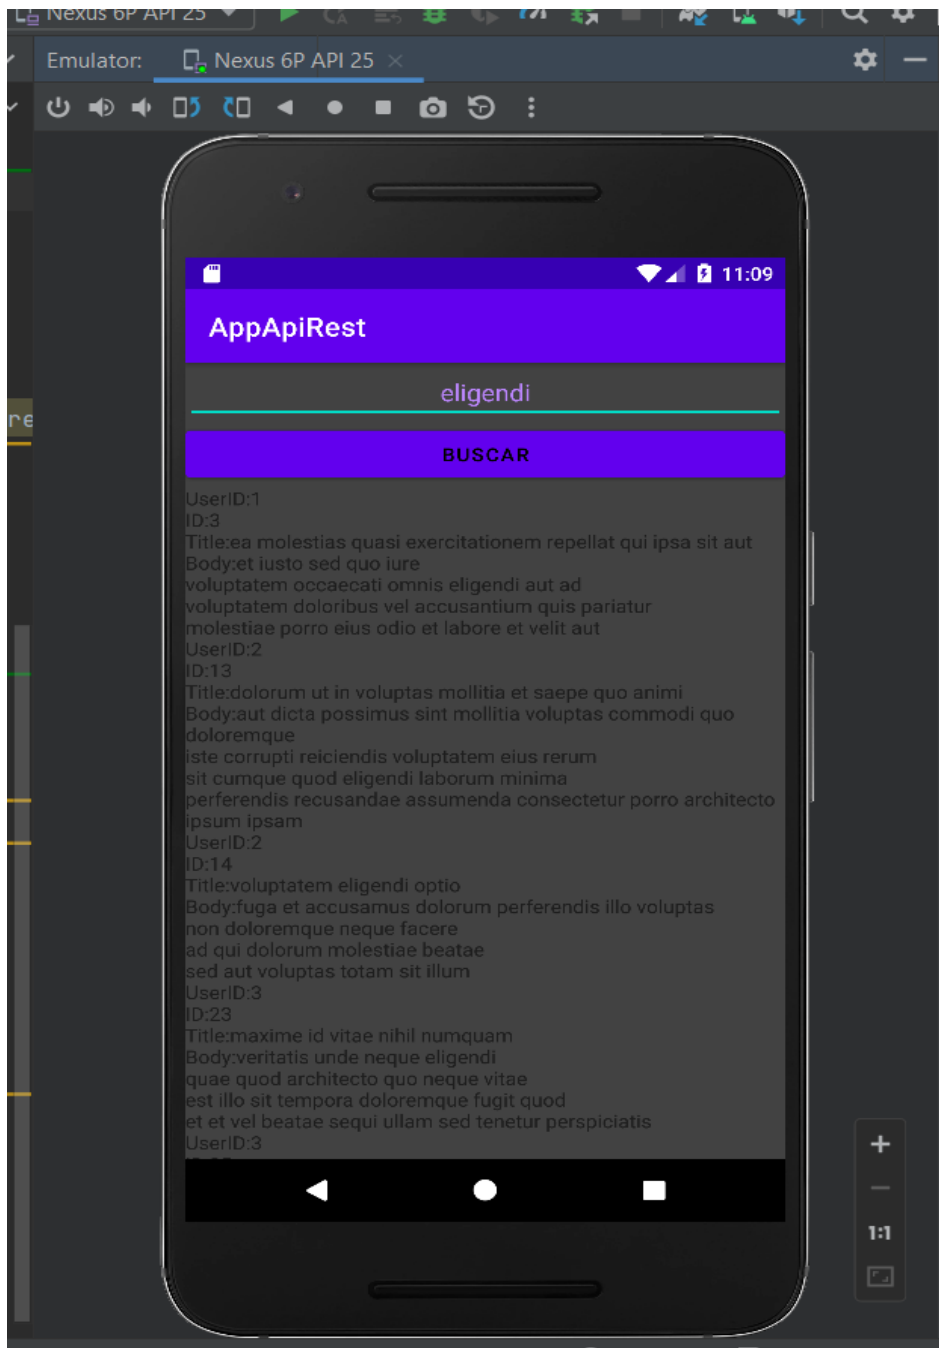 Nexus 6P API 25
Emulator: Nexus 6P API 25
11:09
AppApiRest
re
eligendi
BUSCAR
UserID:1
ID:3
Title:ea molestias quasi exercitationem repellat qui ipsa sit aut
Body:et iusto sed quo iure
voluptatem occaecati omnis eligendi aut ad
voluptatem doloribus vel accusantium quis pariatur
molestiae porro eius odio et labore et velit aut
UserID:2
ID:13
Title:dolorum ut in voluptas mollitia et saepe quo animi
Body:aut dicta possimus sint mollitia voluptas commodi quo
doloremque
iste corrupti reiciendis voluptatem eius rerum
sit cumque quod eligendi laborum minima
perferendis recusandae assumenda consectetur porro architecto
ipsum ipsam
UserID:2
ID:14
Title:voluptatem eligendi optio
Body:fuga et accusamus dolorum perferendis illo voluptas
non doloremque neque facere
ad qui dolorum molestiae beatae
sed aut voluptas totam sit illum
UserID:3
ID:23
Title:maxime id vitae nihil numquam
Body:veritatis unde neque eligendi
quae quod architecto quo neque vitae
est illo sit tempora doloremque fugit quod
et et vel beatae sequi ullam sed tenetur perspiciatis
UserID:3
1:1